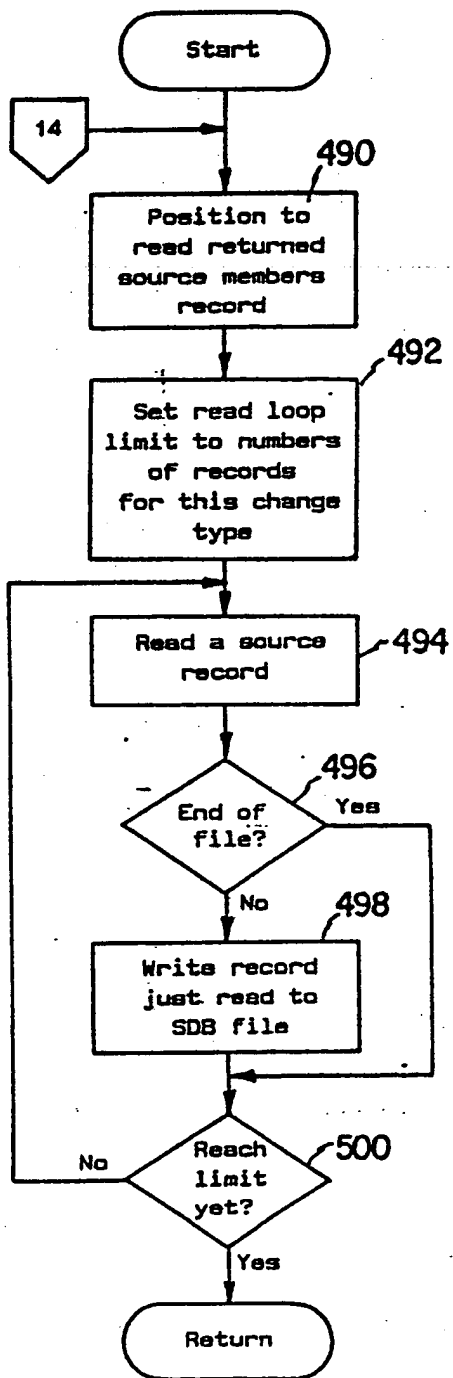 Start
14
490
Position to
read returned
source members
record
492
Set read loop
limit to numbers
of records
for this change
type
Read a source
record
494
496
End of
file?
Yes
No
498
Write record
just read to
SDB file
Reach
limit
yet?
500
No
Yes
Return